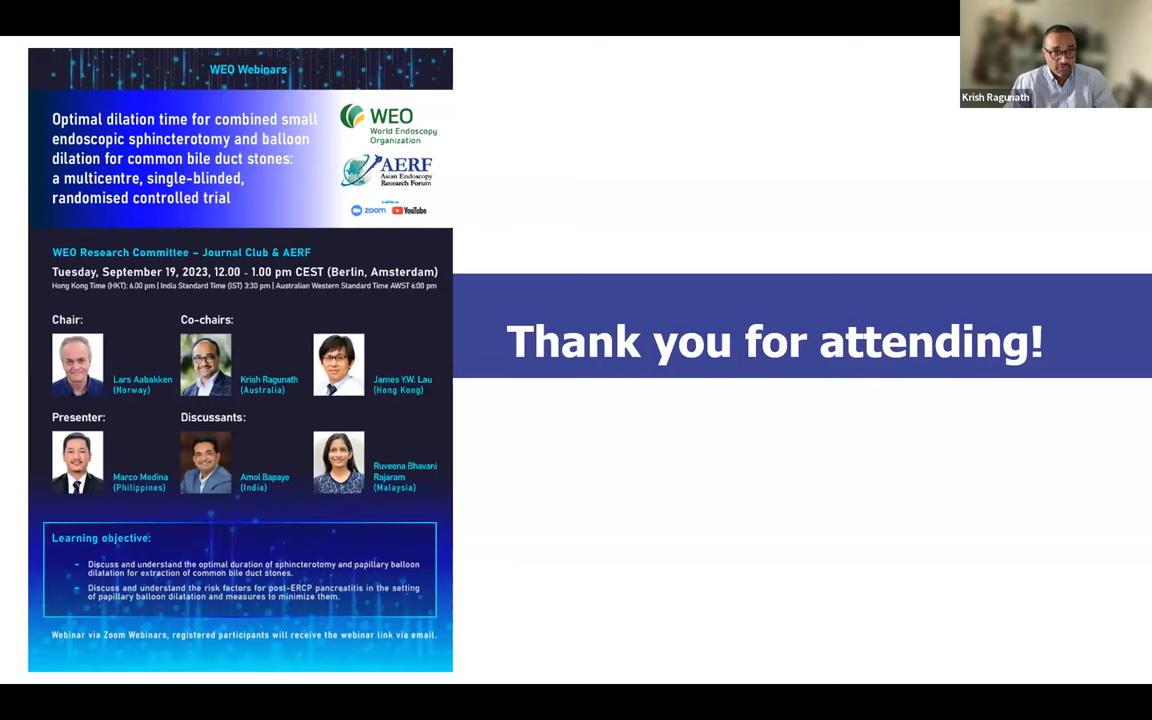 WEO Webinars
Optimal dilation time for combined small
endoscopic sphincterotomy and balloon
dilation for common bile duct stones:
a multicentre, single-blinded,
randomised controlled trial
WEO
World Endoscopy
Organization
AERF
Asian Endoscopy
Research Forum
zoom YouTube
WEO Research Committee – Journal Club & AERF
Tuesday, September 19, 2023, 12.00 - 1.00 pm CEST (Berlin, Amsterdam)
Hong Kong Time (HKT): 6.00 pm | India Standard Time (IST) 3:30 pm | Australian Western Standard Time AWST 6:00 pm
Chair:
Co-chairs:
Lars Aabakken
(Norway)
Krish Ragunath
(Australia)
James Y.W. Lau
(Hong Kong)
Presenter:
Discussants:
Marco Medina
(Philippines)
Amol Bapaye
(India)
Ruveena Bhavani
Rajaram
(Malaysia)
Learning objective:
– Discuss and understand the optimal duration of sphincterotomy and papillary balloon
dilatation for extraction of common bile duct stones.
– Discuss and understand the risk factors for post-ERCP pancreatitis in the setting
of papillary balloon dilatation and measures to minimize them.
Webinar via Zoom Webinars, registered participants will receive the webinar link via email.
Thank you for attending!
Krish Ragunath